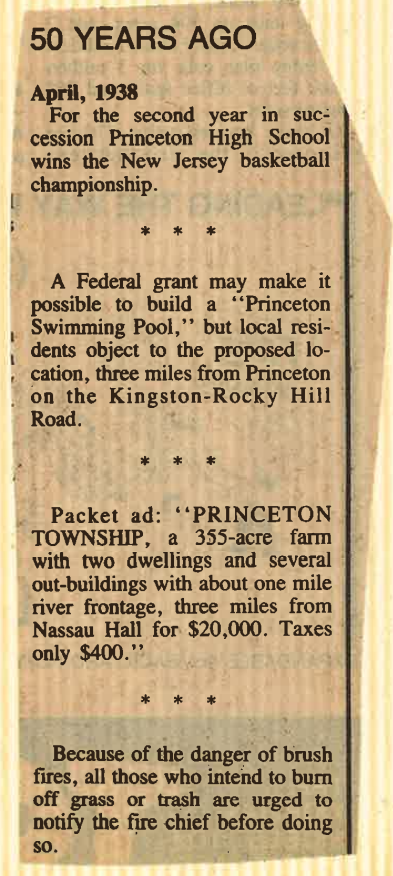 50 YEARS AGO
April, 1938
For the second year in suc-
cession Princeton High School
wins the New Jersey basketball
championship.
* * *
A Federal grant may make it
possible to build a ‘‘Princeton
Swimming Pool,’’ but local resi-
dents object to the proposed lo-
cation, three miles from Princeton
on the Kingston-Rocky Hill
Road.
* * *
Packet ad: ‘‘PRINCETON
TOWNSHIP, a 355-acre farm
with two dwellings and several
out-buildings with about one mile
river frontage, three miles from
Nassau Hall for $20,000. Taxes
only $400.’’
* * *
Because of the danger of brush
fires, all those who intend to burn
off grass or trash are urged to
notify the fire chief before doing
so.